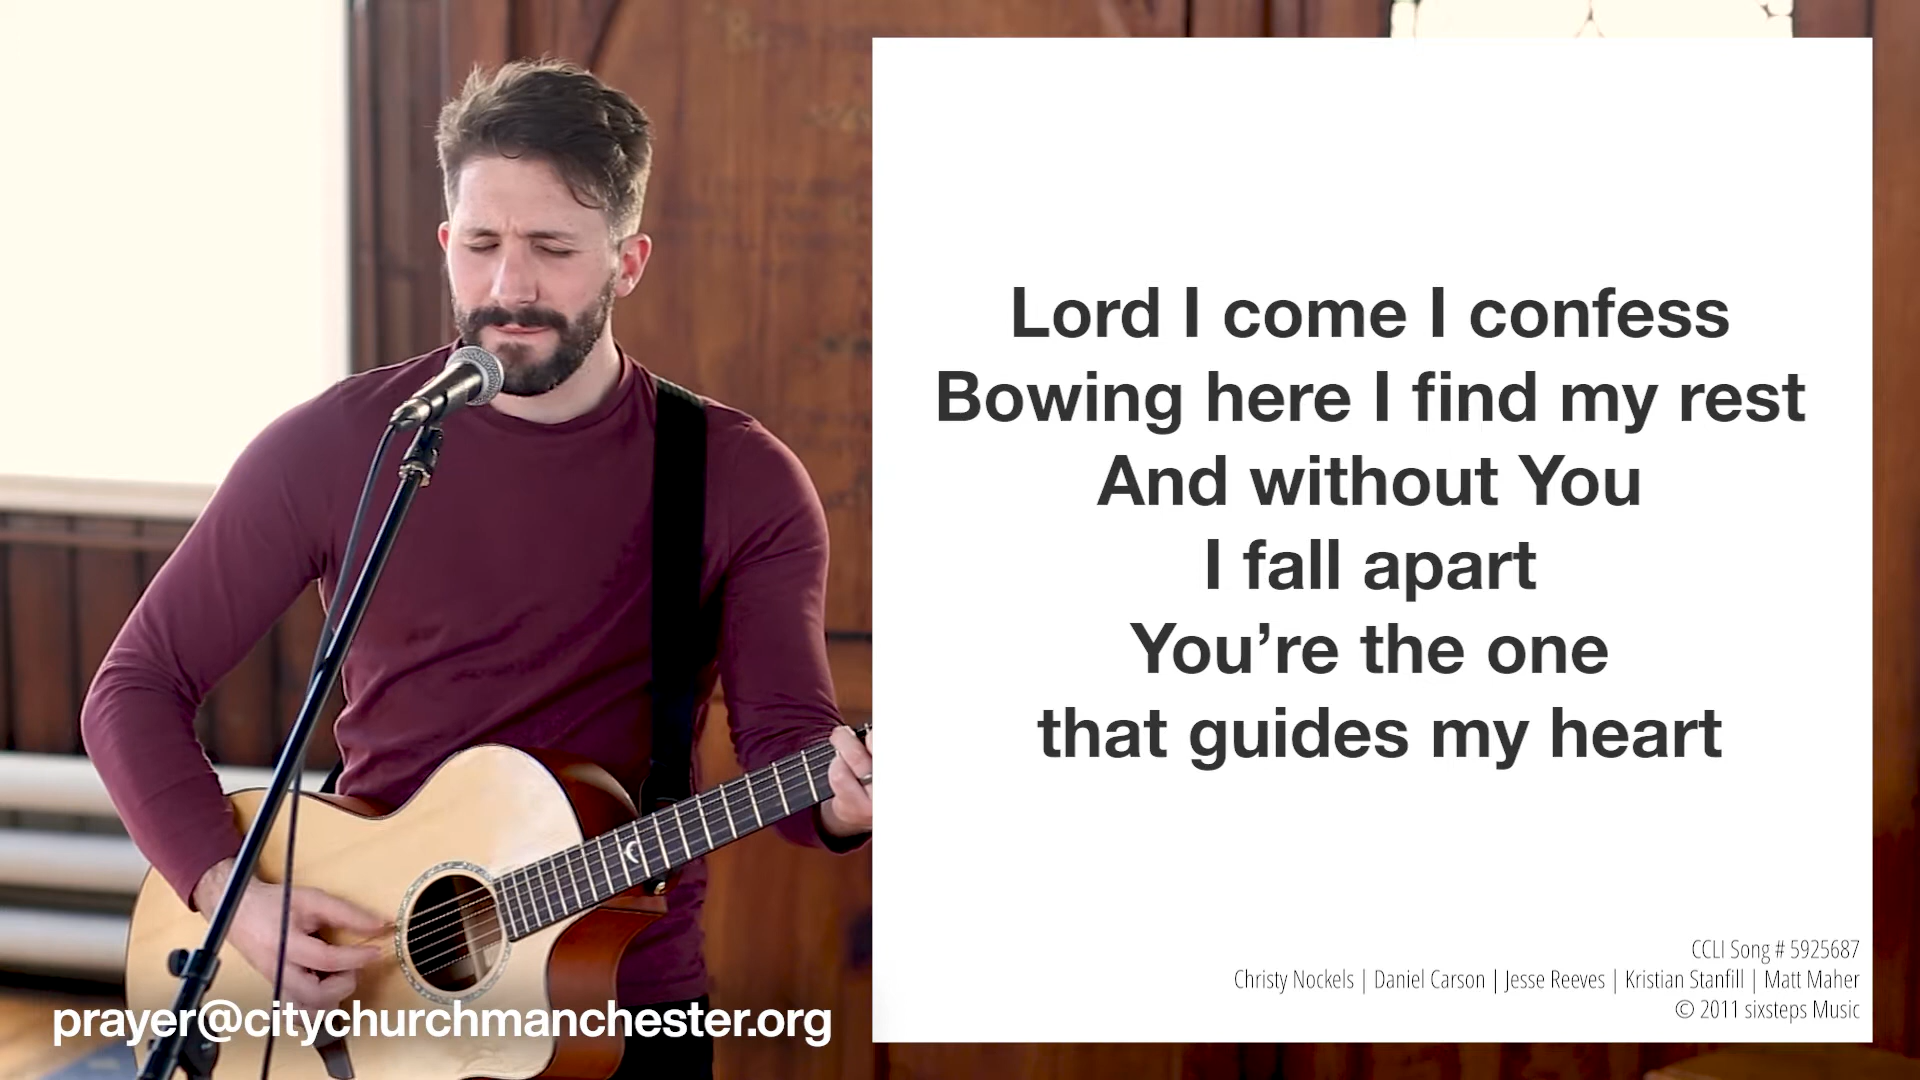 Lord I come I confess
Bowing here I find my rest
And without You
I fall apart
You’re the one
that guides my heart
CCLI Song # 5925687
Christy Nockels | Daniel Carson | Jesse Reeves | Kristian Stanfill | Matt Maher
© 2011 sixsteps Music
prayer@citychurchmanchester.org